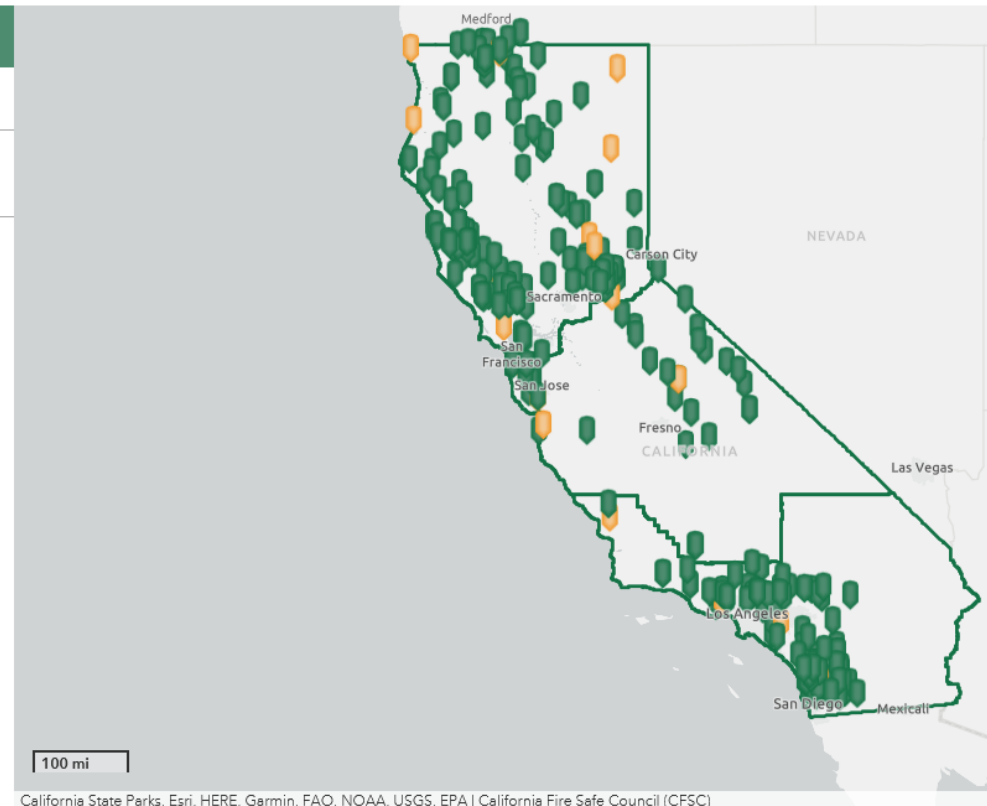 Medford
NEVADA
Carson City
Sacramento
San
Francisco
San Jose
Fresno
CALIFORNIA
Las Vegas
Los Angeles
San Diego
Mexicali
100 mi
California State Parks, Esri, HERE, Garmin, FAO, NOAA, USGS, EPA | California Fire Safe Council (CFSC)